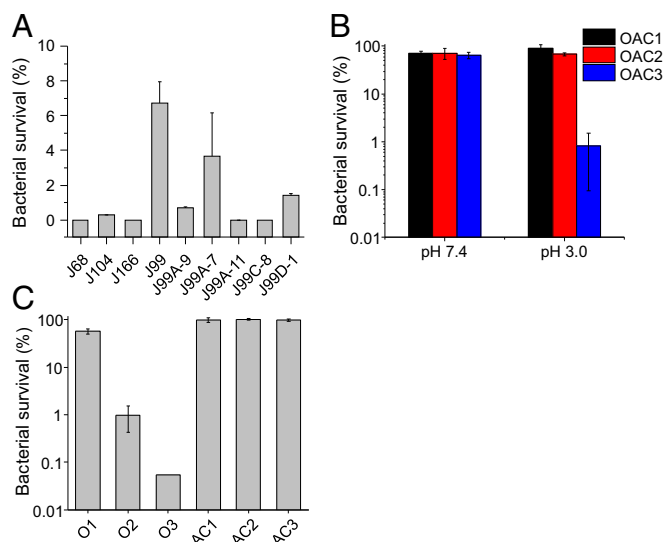 A
Bacterial survival (%)
10
8
6
4
2
0
J68
J104
J166
J99
J99A-9
J99A-7
J99A-11
J99C-8
J99D-1
B
Bacterial survival (%)
100
10
1
0.1
0.01
pH 7.4
pH 3.0
OAC1
OAC2
OAC3
C
Bacterial survival (%)
100
10
1
0.1
0.01
O1
O2
O3
AC1
AC2
AC3